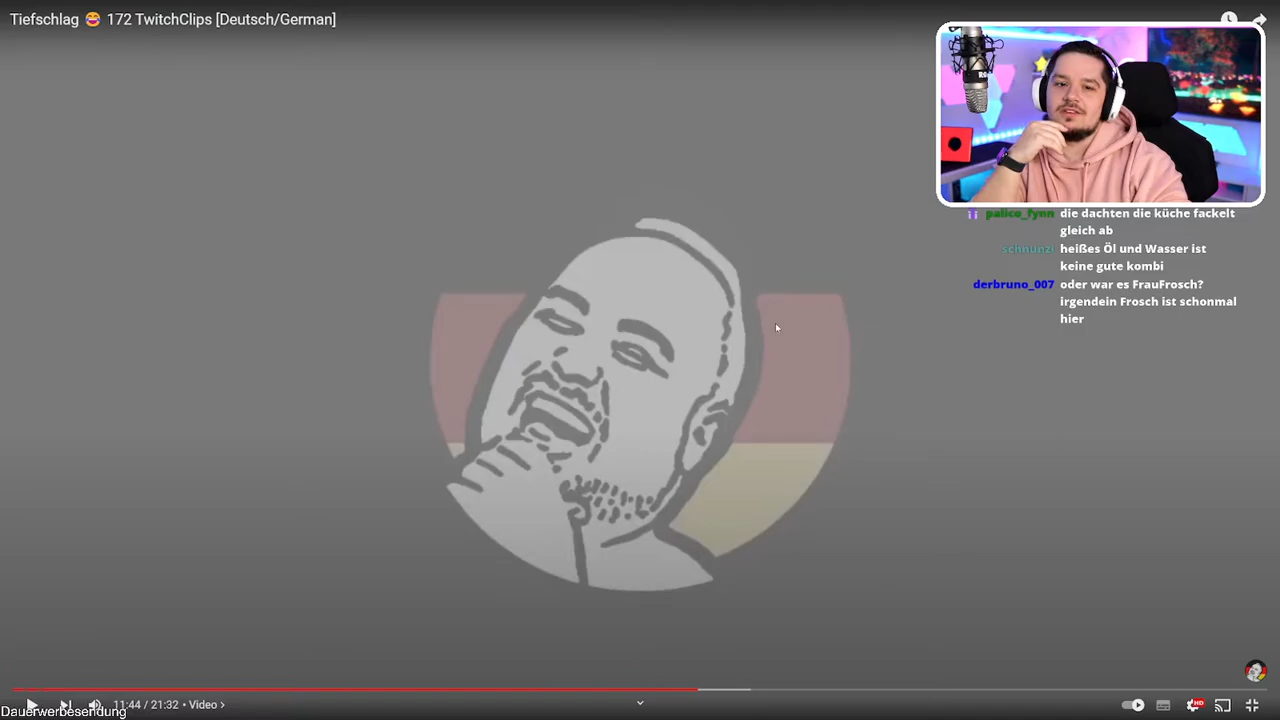 Tiefschlag 😂 172 TwitchClips [Deutsch/German]
palico_fynn die dachten die küche fackelt
gleich ab
schnunzi heißes Öl und Wasser ist
keine gute kombi
derbruno_007 oder war es FrauFrosch?
irgendein Frosch ist schonmal
hier
11:44 / 21:32 • Video ›
HD
Dauerwerbesendung